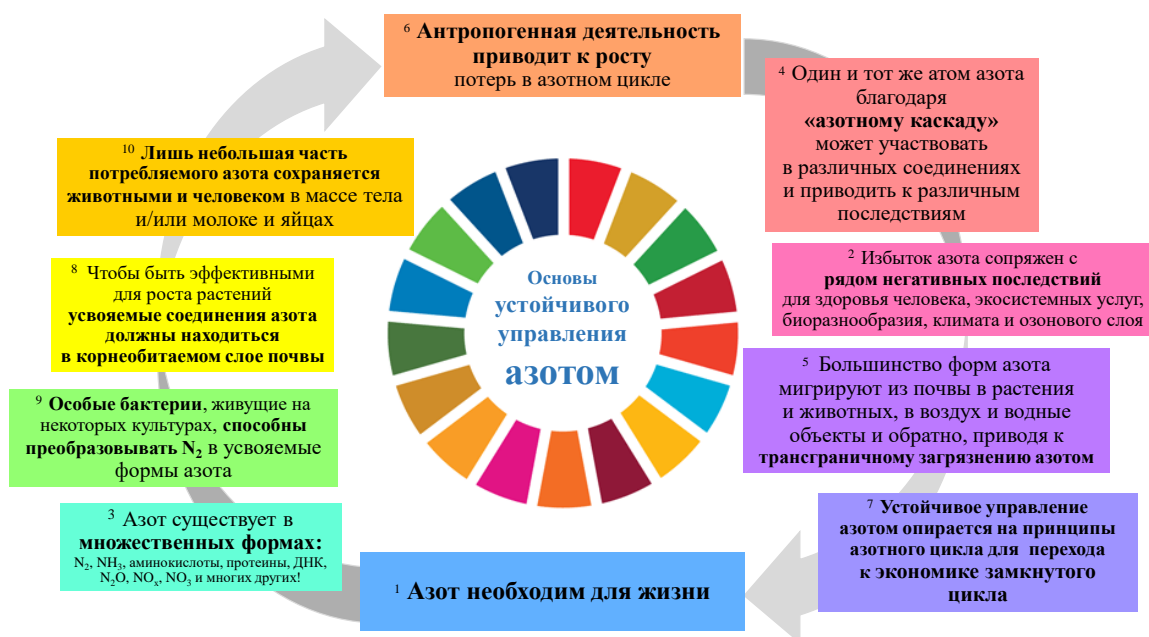 ⁶ Антропогенная деятельность
приводит к росту
потерь в азотном цикле
⁴ Один и тот же атом азота
благодаря
«азотному каскаду»
может участвовать
в различных соединениях
и приводить к различным
последствиям
¹⁰ Лишь небольшая часть
потребляемого азота сохраняется
животными и человеком в массе тела
и/или молоке и яйцах
² Избыток азота сопряжен с
рядом негативных последствий
для здоровья человека, экосистемных услуг,
биоразнообразия, климата и озонового слоя
⁸ Чтобы быть эффективными
для роста растений
усвояемые соединения азота
должны находиться
в корнеобитаемом слое почвы
Основы
устойчивого
управления
азотом
⁵ Большинство форм азота
мигрируют из почвы в растения
и животных, в воздух и водные
объекты и обратно, приводя к
трансграничному загрязнению азотом
⁹ Особые бактерии, живущие на
некоторых культурах, способны
преобразовывать N₂ в усвояемые
формы азота
³ Азот существует в
множественных формах:
N₂, NH₃, аминокислоты, протеины, ДНК,
N₂O, NOₓ, NO₃ и многих других!
⁷ Устойчивое управление
азотом опирается на принципы
азотного цикла для перехода
к экономике замкнутого
цикла
¹ Азот необходим для жизни